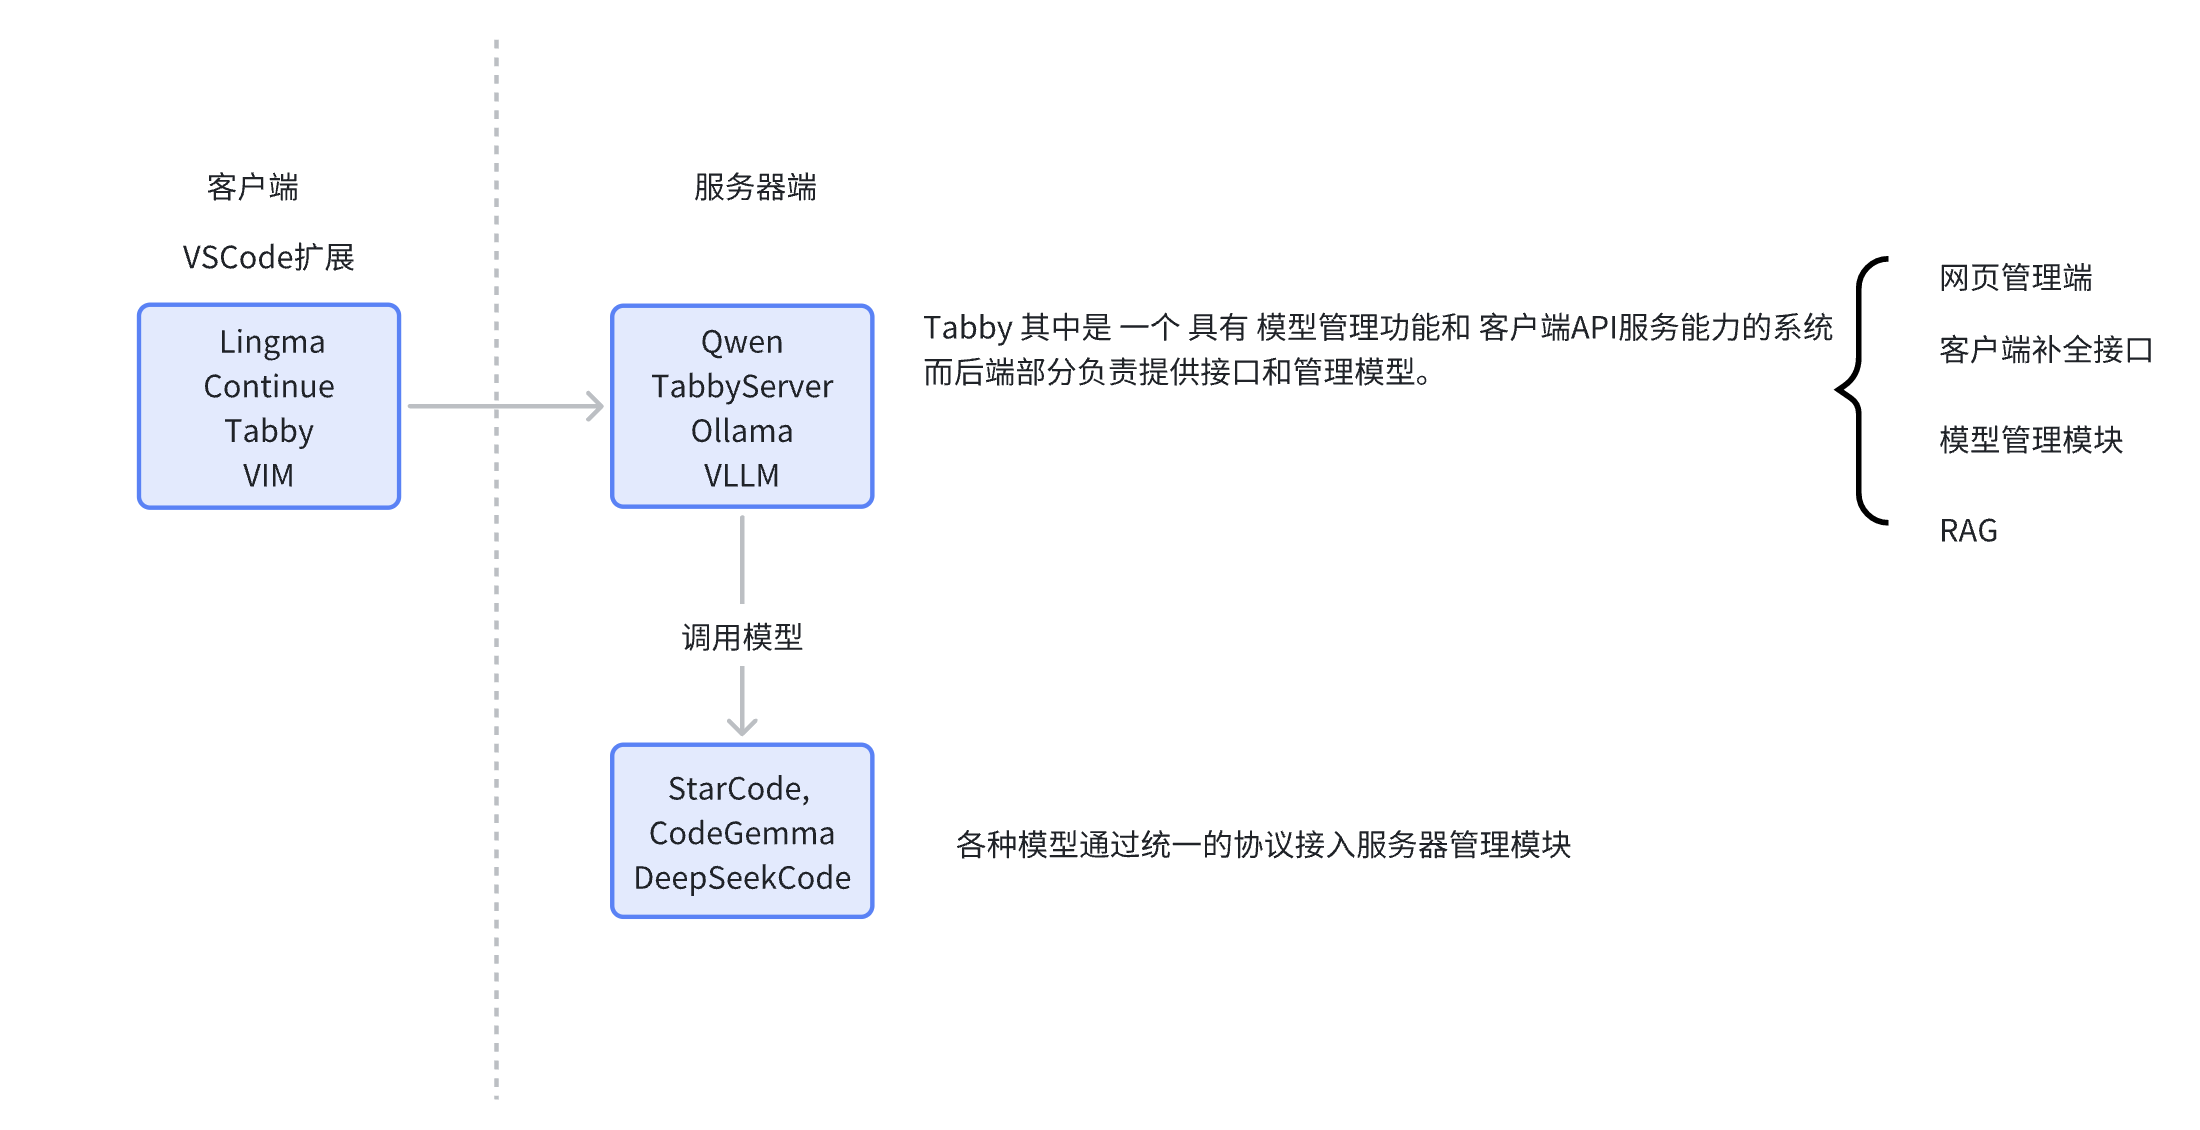 客户端
VSCode扩展
Lingma
Continue
Tabby
VIM
服务器端
Qwen
TabbyServer
Ollama
VLLM
Tabby 其中是 一个 具有 模型管理功能和 客户端API服务能力的系统
而后端部分负责提供接口和管理模型。
网页管理端
客户端补全接口
模型管理模块
RAG
调用模型
StarCode,
CodeGemma
DeepSeekCode
各种模型通过统一的协议接入服务器管理模块